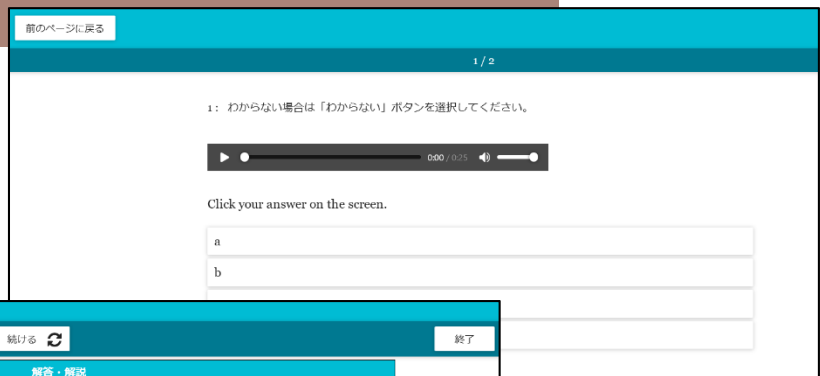 前のページに戻る
1 / 2
1： わからない場合は「わからない」ボタンを選択してください。
0:00 / 0:25
Click your answer on the screen.
a
b
続ける
終了
解答・解説